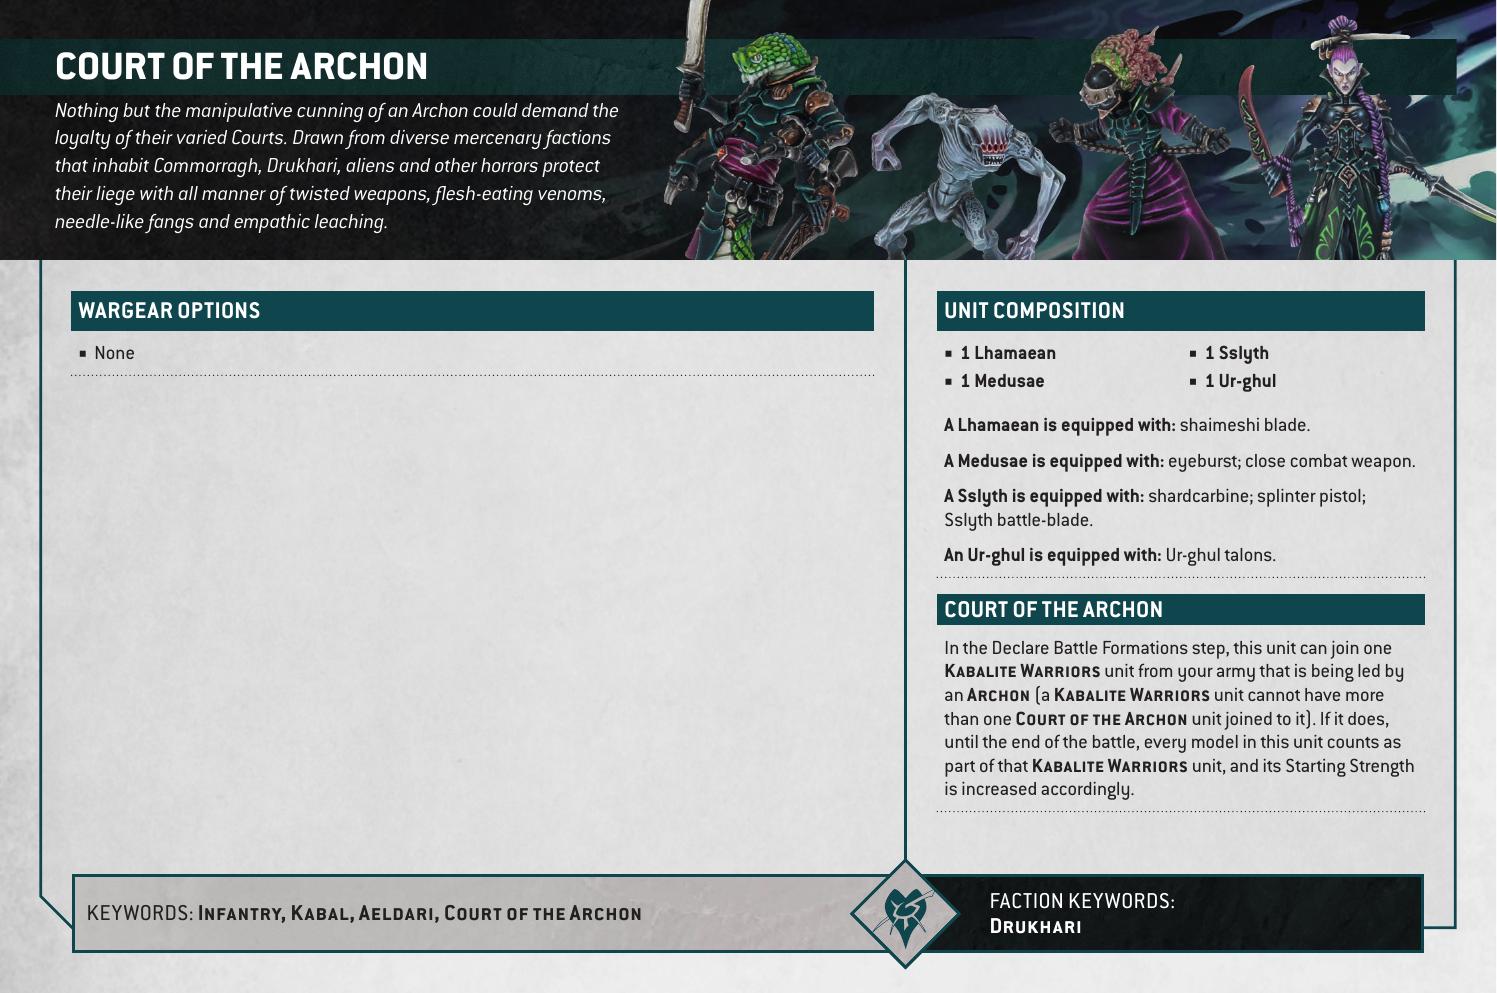 COURT OF THE ARCHON
Nothing but the manipulative cunning of an Archon could demand the
loyalty of their varied Courts. Drawn from diverse mercenary factions
that inhabit Commorragh, Drukhari, aliens and other horrors protect
their liege with all manner of twisted weapons, flesh-eating venoms,
needle-like fangs and empathic leaching.
WARGEAR OPTIONS
▪ None
UNIT COMPOSITION
▪ 1 Lhamaean ▪ 1 Sslyth
▪ 1 Medusae ▪ 1 Ur-ghul
A Lhamaean is equipped with: shaimeshi blade.
A Medusae is equipped with: eyeburst; close combat weapon.
A Sslyth is equipped with: shardcarbine; splinter pistol;
Sslyth battle-blade.
An Ur-ghul is equipped with: Ur-ghul talons.
COURT OF THE ARCHON
In the Declare Battle Formations step, this unit can join one
KABALITE WARRIORS unit from your army that is being led by
an ARCHON (a KABALITE WARRIORS unit cannot have more
than one COURT OF THE ARCHON unit joined to it). If it does,
until the end of the battle, every model in this unit counts as
part of that KABALITE WARRIORS unit, and its Starting Strength
is increased accordingly.
KEYWORDS: INFANTRY, KABAL, AELDARI, COURT OF THE ARCHON
FACTION KEYWORDS:
DRUKHARI